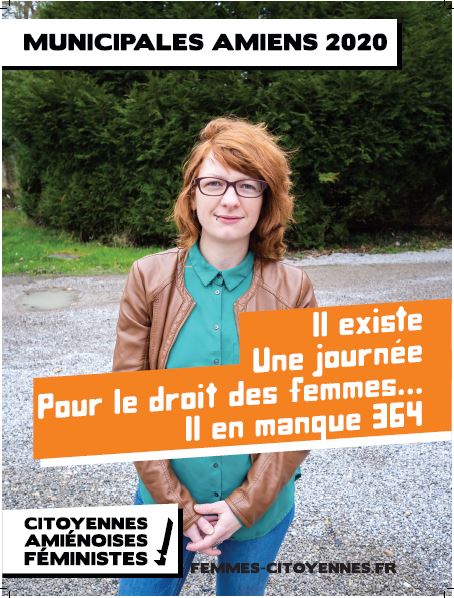 MUNICIPALES AMIENS 2020
Il existe
Une journée
Pour le droit des femmes...
Il en manque 364
CITOYENNES
AMIÉNOISES
FÉMINISTES !
FEMMES-CITOYENNES.FR